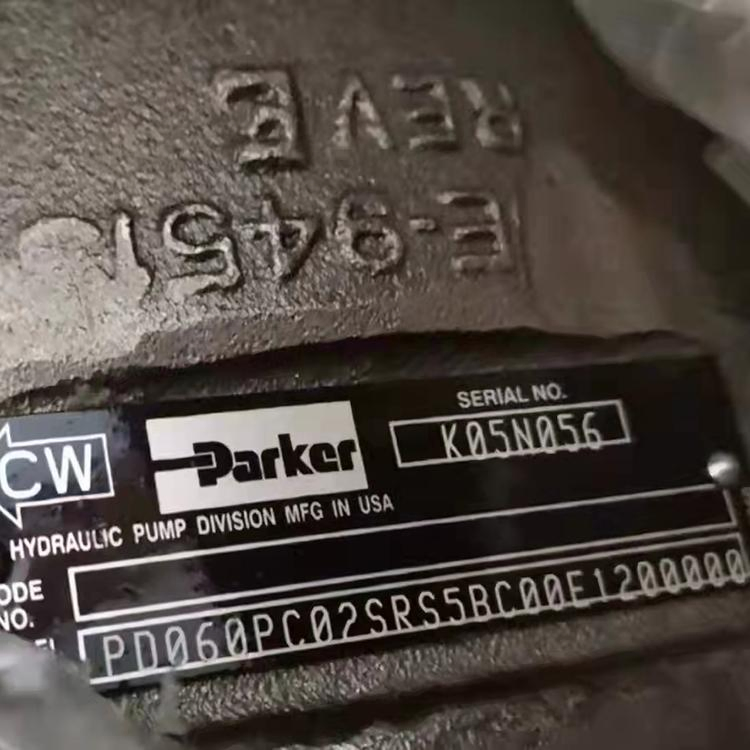 REV E
E-9451
SERIAL NO.
CW Parker K05N056
HYDRAULIC PUMP DIVISION MFG IN USA
ODE
NO.
PD060PC02SRS5BC00E1200000